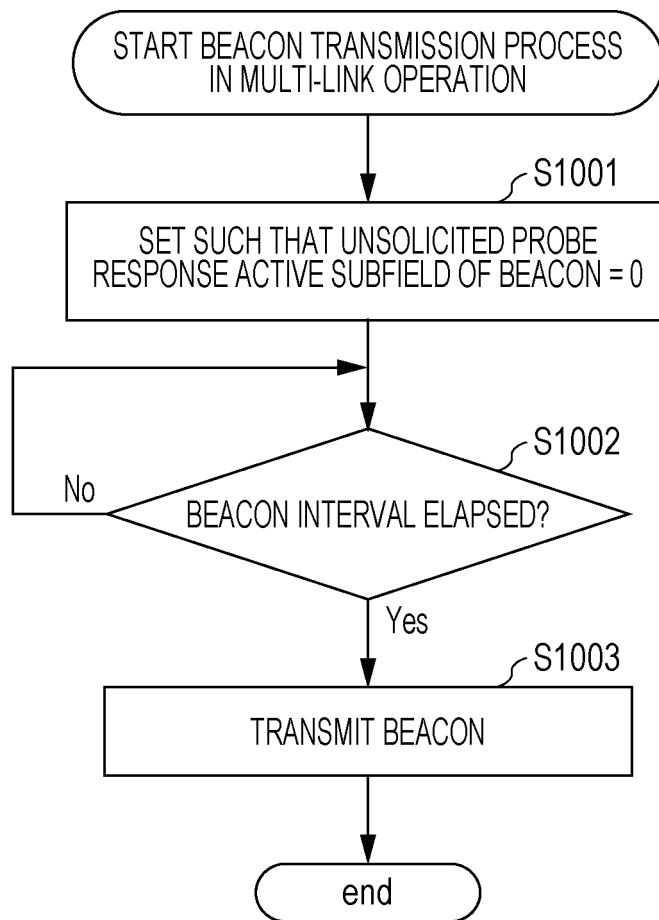 START BEACON TRANSMISSION PROCESS
IN MULTI-LINK OPERATION
S1001
SET SUCH THAT UNSOLICITED PROBE
RESPONSE ACTIVE SUBFIELD OF BEACON = 0
S1002
No
BEACON INTERVAL ELAPSED?
Yes
S1003
TRANSMIT BEACON
end